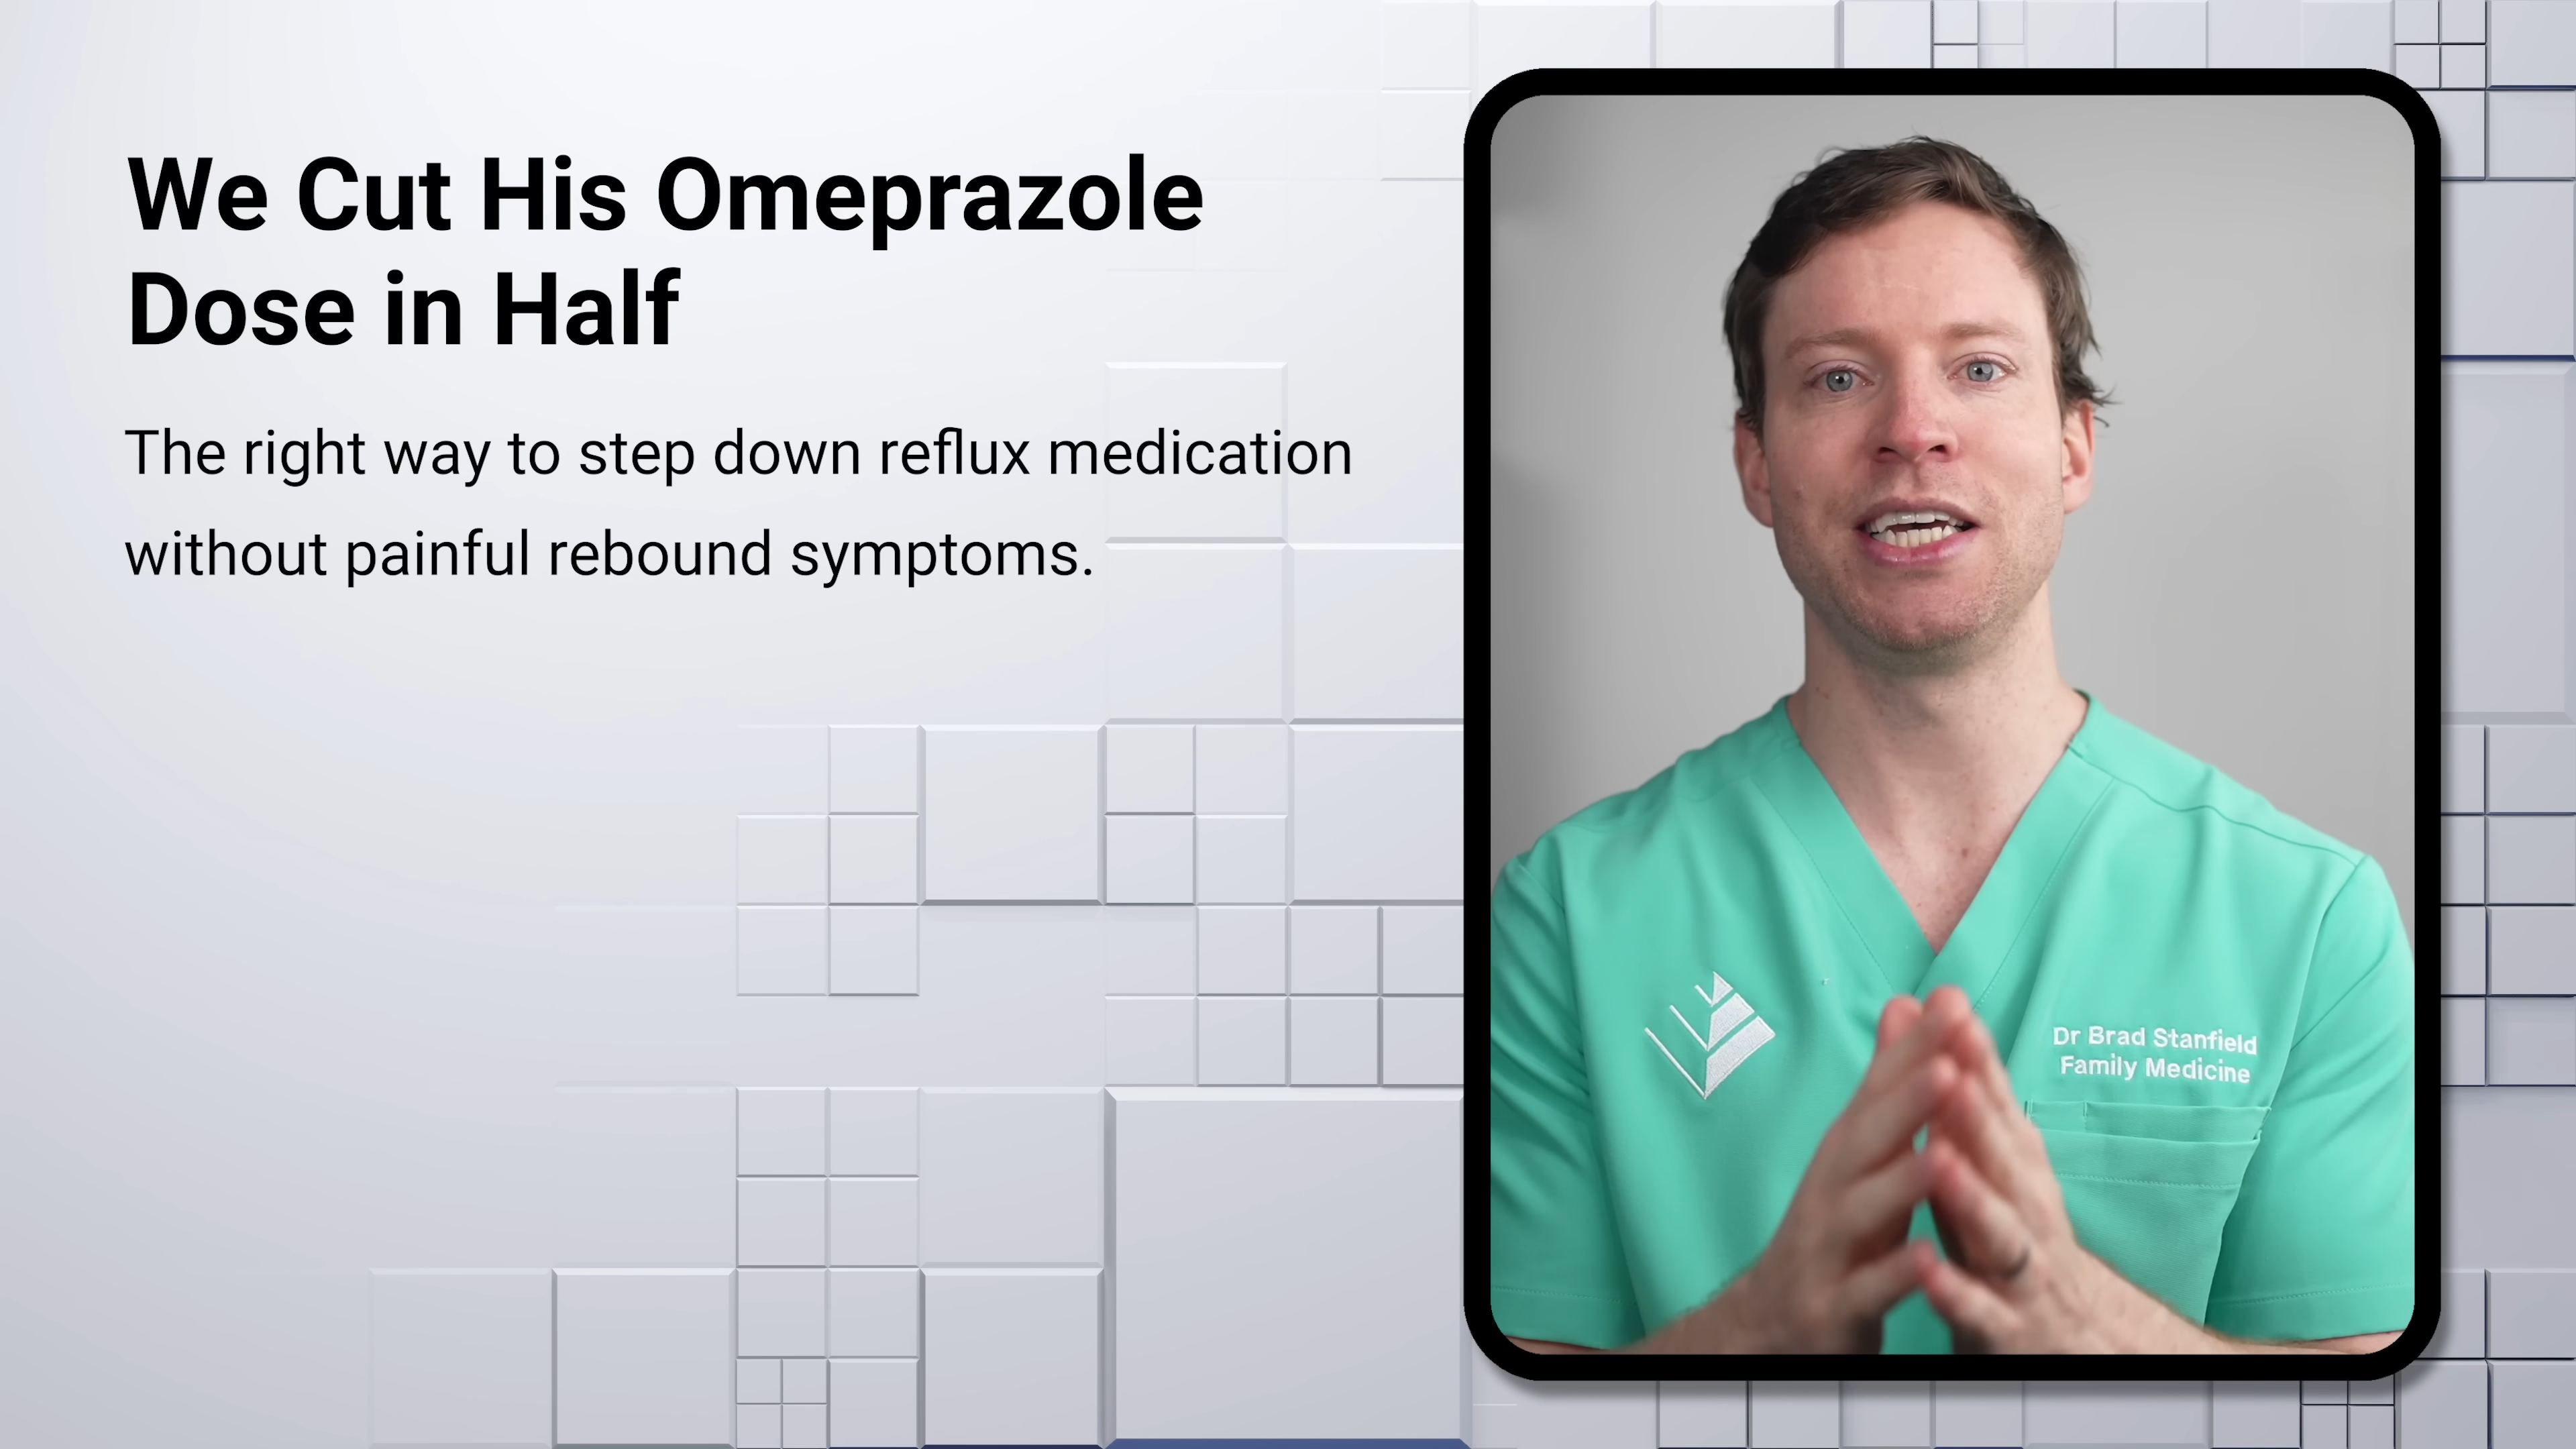 We Cut His Omeprazole
Dose in Half
The right way to step down reflux medication
without painful rebound symptoms.
Dr Brad Stanfield
Family Medicine